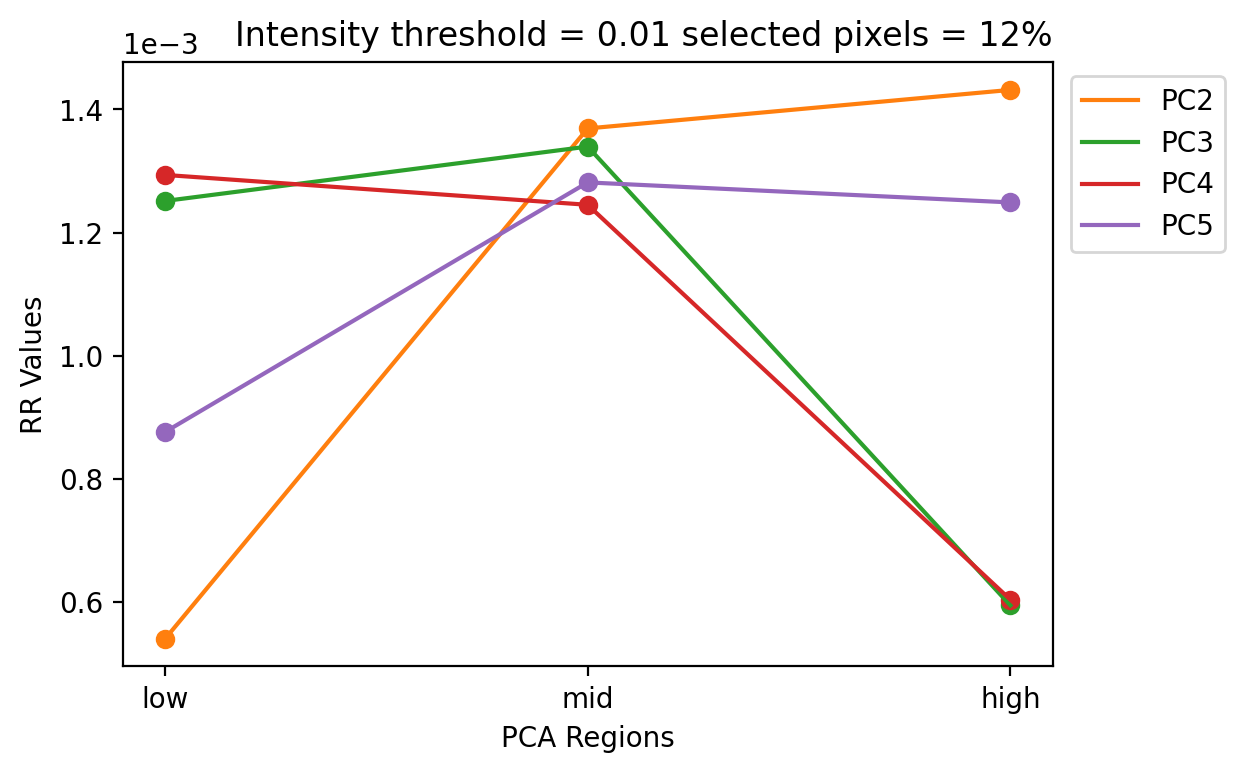 Intensity threshold = 0.01 selected pixels = 12%
1e−3
1.4
1.2
1.0
0.8
0.6
RR Values
low
mid
high
PCA Regions
PC2
PC3
PC4
PC5